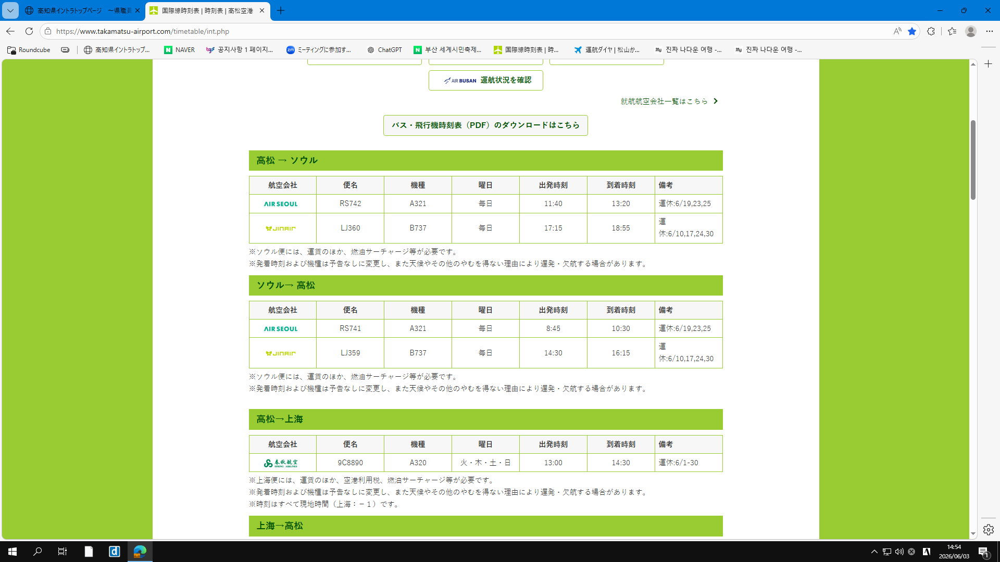 高知県イントラトップページ　～県職員
国際線時刻表 | 時刻表 | 高松空港
https://www.takamatsu-airport.com/timetable/int.php
Roundcube
高知県イントラトップ...
NAVER
공지사항 1 페이지...
zm ミーティングに参加す...
ChatGPT
부산 세계시민축제...
国際線時刻表 | 時...
運航ダイヤ | 松山か...
진짜 나다운 여행 -...
진짜 나다운 여행 -...
AIR BUSAN 運航状況を確認
就航航空会社一覧はこちら
バス・飛行機時刻表（PDF）のダウンロードはこちら
高松 → ソウル
航空会社 便名 機種 曜日 出発時刻 到着時刻 備考
AIR SEOUL RS742 A321 毎日 11:40 13:20 運休:6/19,23,25
JINAIR LJ360 B737 毎日 17:15 18:55 運
休:6/10,17,24,30
※ソウル便には、運賃のほか、燃油サーチャージ等が必要です。
※発着時刻および機種は予告なしに変更し、また天候やその他のやむを得ない理由により遅発・欠航する場合があります。
ソウル→ 高松
航空会社 便名 機種 曜日 出発時刻 到着時刻 備考
AIR SEOUL RS741 A321 毎日 8:45 10:30 運休:6/19,23,25
JINAIR LJ359 B737 毎日 14:30 16:15 運
休:6/10,17,24,30
※ソウル便には、運賃のほか、燃油サーチャージ等が必要です。
※発着時刻および機種は予告なしに変更し、また天候やその他のやむを得ない理由により遅発・欠航する場合があります。
高松→上海
航空会社 便名 機種 曜日 出発時刻 到着時刻 備考
春秋航空 SPRING AIRLINES 9C8890 A320 火・木・土・日 13:00 14:30 運休:6/1-30
※上海便には、運賃のほか、空港利用税、燃油サーチャージ等が必要です。
※発着時刻および機種は予告なしに変更し、また天候やその他のやむを得ない理由により遅発・欠航する場合があります。
※時刻はすべて現地時間（上海：－１）です。
上海→高松
14:54
2026/06/03
1